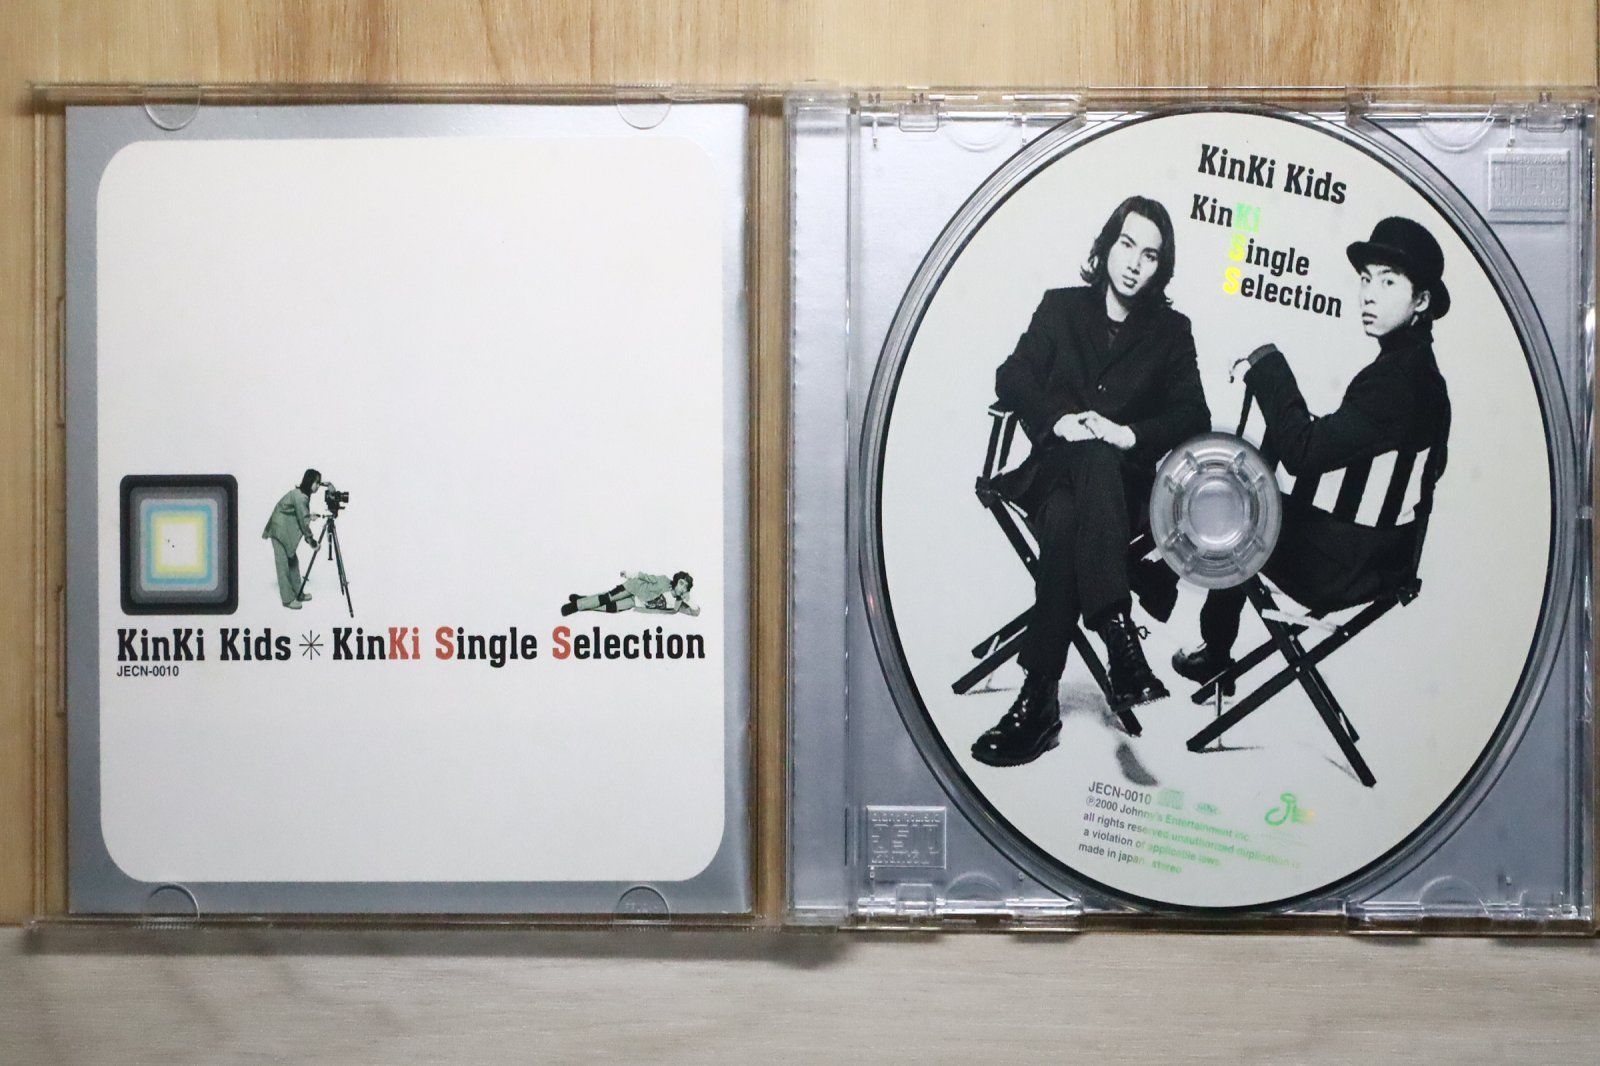 KinKi Kids✳KinKi Single Selection
JECN-0010
KinKi Kids
KinKi
Single
Selection
JECN-0010
℗2000 Johnny's Entertainment Inc.
all rights reserved.unauthorized duplication is
a violation of applicable laws.
made in japan. stereo